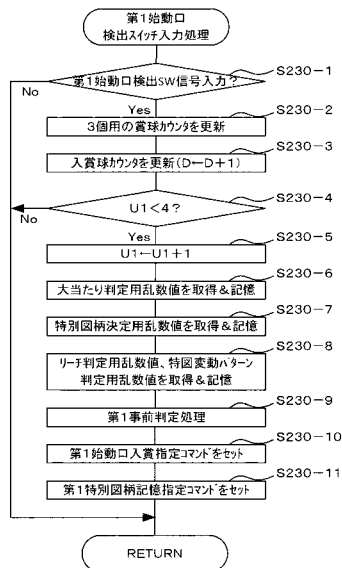 第1始動口
検出スイッチ入力処理
S230-1
第1始動口検出SW信号入力?
No
Yes
S230-2
3個用の賞球カウンタを更新
S230-3
入賞球カウンタを更新(D←D+1)
S230-4
U1<4?
No
Yes
S230-5
U1←U1+1
S230-6
大当たり判定用乱数値を取得&記憶
S230-7
特別図柄決定用乱数値を取得&記憶
S230-8
リーチ判定用乱数値、特図変動パターン
判定用乱数値を取得&記憶
S230-9
第1事前判定処理
S230-10
第1始動口入賞指定コマンドをセット
S230-11
第1特別図柄記憶指定コマンドをセット
RETURN